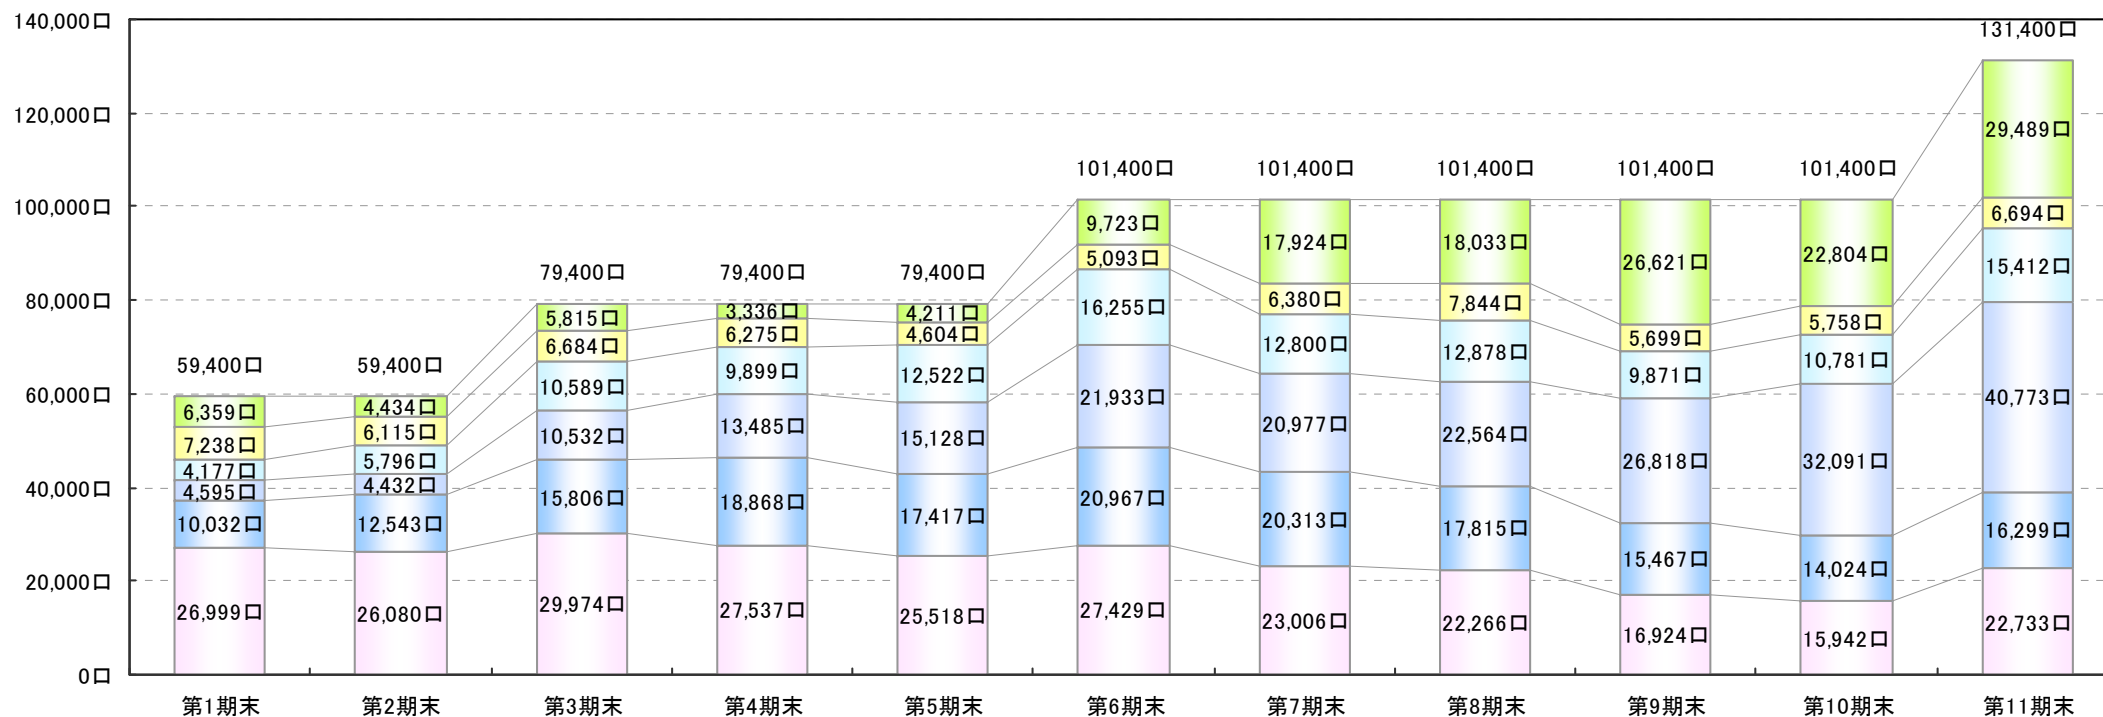 140,000口
120,000口
100,000口
80,000口
60,000口
40,000口
20,000口
0口
59,400口
6,359口
7,238口
4,177口
4,595口
10,032口
26,999口
第1期末
59,400口
4,434口
6,115口
5,796口
4,432口
12,543口
26,080口
第2期末
79,400口
5,815口
6,684口
10,589口
10,532口
15,806口
29,974口
第3期末
79,400口
3,336口
6,275口
9,899口
13,485口
18,868口
27,537口
第4期末
79,400口
4,211口
4,604口
12,522口
15,128口
17,417口
25,518口
第5期末
101,400口
9,723口
5,093口
16,255口
21,933口
20,967口
27,429口
第6期末
101,400口
17,924口
6,380口
12,800口
20,977口
20,313口
23,006口
第7期末
101,400口
18,033口
7,844口
12,878口
22,564口
17,815口
22,266口
第8期末
101,400口
26,621口
5,699口
9,871口
26,818口
15,467口
16,924口
第9期末
101,400口
22,804口
5,758口
10,781口
32,091口
14,024口
15,942口
第10期末
131,400口
29,489口
6,694口
15,412口
40,773口
16,299口
22,733口
第11期末